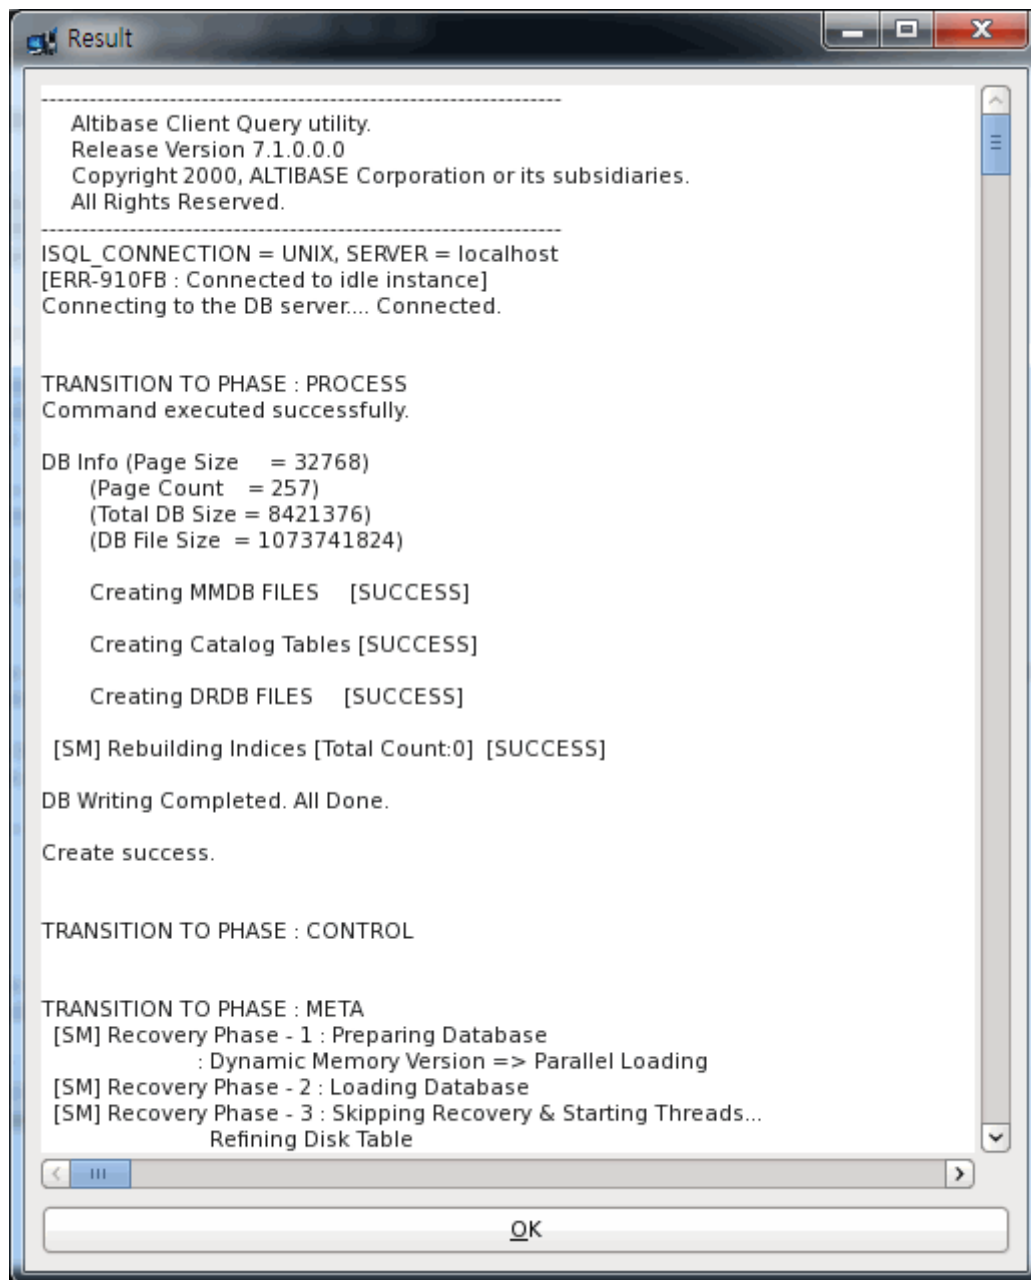 Result
-----------------------------------------------------------------
Altibase Client Query utility.
Release Version 7.1.0.0.0
Copyright 2000, ALTIBASE Corporation or its subsidiaries.
All Rights Reserved.
-----------------------------------------------------------------
ISQL_CONNECTION = UNIX, SERVER = localhost
[ERR-910FB : Connected to idle instance]
Connecting to the DB server.... Connected.
TRANSITION TO PHASE : PROCESS
Command executed successfully.
DB Info (Page Size     = 32768)
(Page Count   = 257)
(Total DB Size = 8421376)
(DB File Size  = 1073741824)
Creating MMDB FILES     [SUCCESS]
Creating Catalog Tables [SUCCESS]
Creating DRDB FILES     [SUCCESS]
[SM] Rebuilding Indices [Total Count:0]  [SUCCESS]
DB Writing Completed. All Done.
Create success.
TRANSITION TO PHASE : CONTROL
TRANSITION TO PHASE : META
[SM] Recovery Phase - 1 : Preparing Database
: Dynamic Memory Version => Parallel Loading
[SM] Recovery Phase - 2 : Loading Database
[SM] Recovery Phase - 3 : Skipping Recovery & Starting Threads...
Refining Disk Table
OK